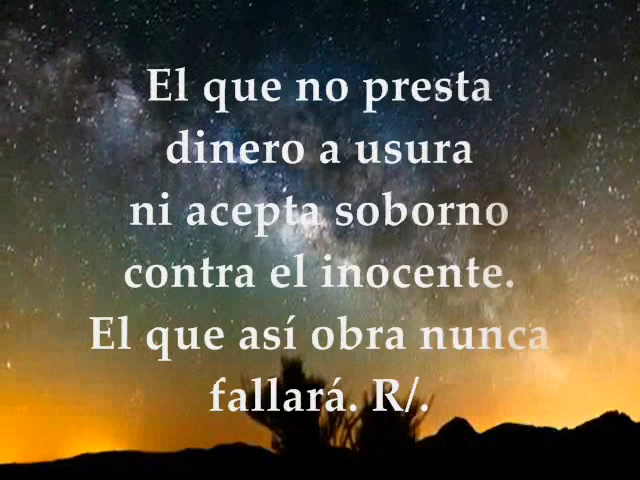 El que no presta
dinero a usura
ni acepta soborno
contra el inocente.
El que así obra nunca
fallará. R/.